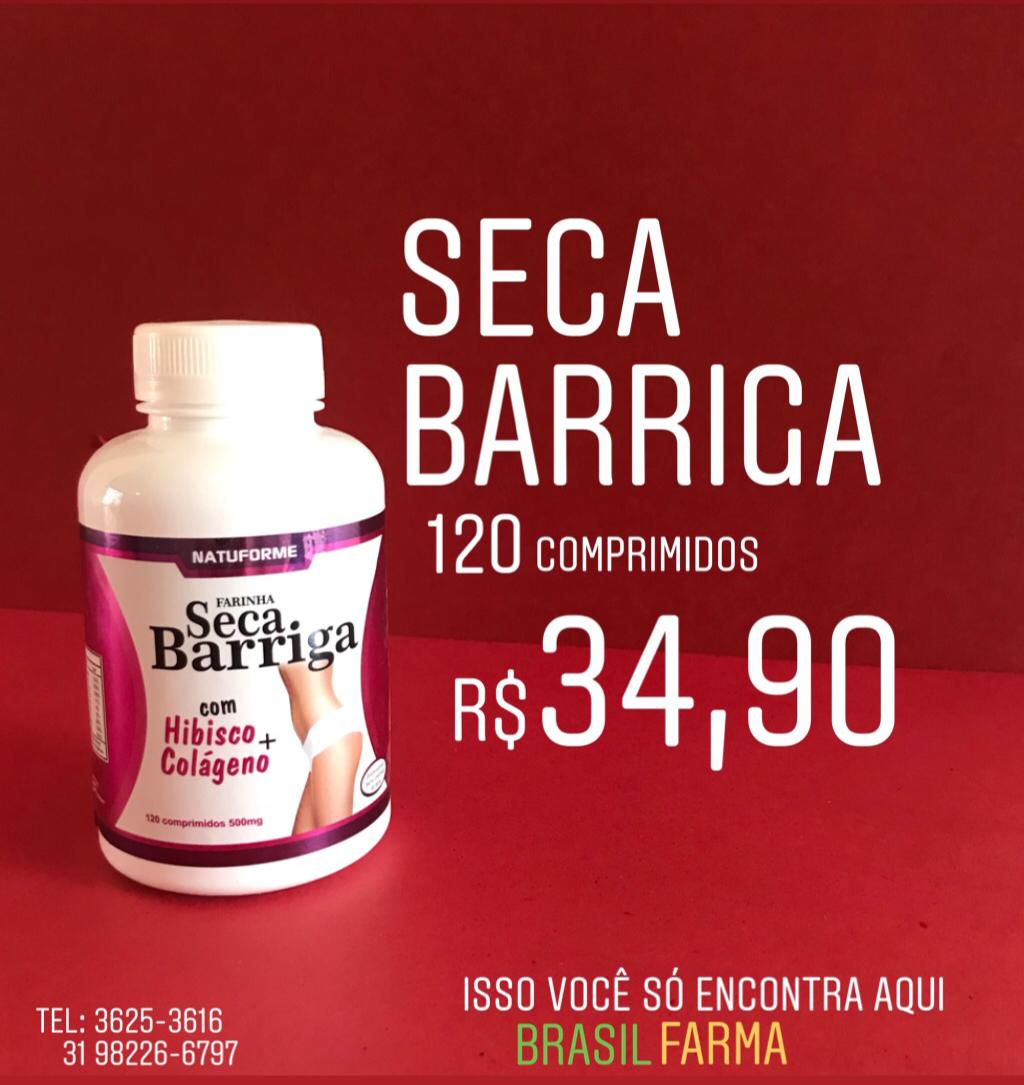 SECA
BARRIGA
120 COMPRIMIDOS
R$34,90
NATUFORME
FARINHA
Seca
Barriga
com
Hibisco +
Colágeno
120 comprimidos 500mg
ISSO VOCÊ SÓ ENCONTRA AQUI
BRASIL FARMA
TEL: 3625-3616
31 98226-6797